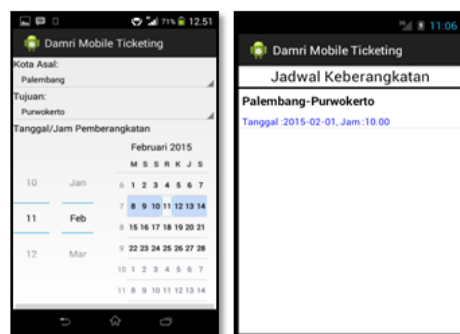 71% 12.51
Damri Mobile Ticketing
Kota Asal:
Palembang
Tujuan:
Purwokerto
Tanggal/Jam Pemberangkatan
Februari 2015
M S S R K J S
10 Jan
11 Feb
12 Mar
6 1 2 3 4 5 6 7
7 8 9 10 11 12 13 14
8 15 16 17 18 19 20 21
9 22 23 24 25 26 27 28
10 1 2 3 4 5 6 7
11 8 9 10 11 12 13 14
11:06
Damri Mobile Ticketing
Jadwal Keberangkatan
Palembang-Purwokerto
Tanggal :2015-02-01, Jam :10.00